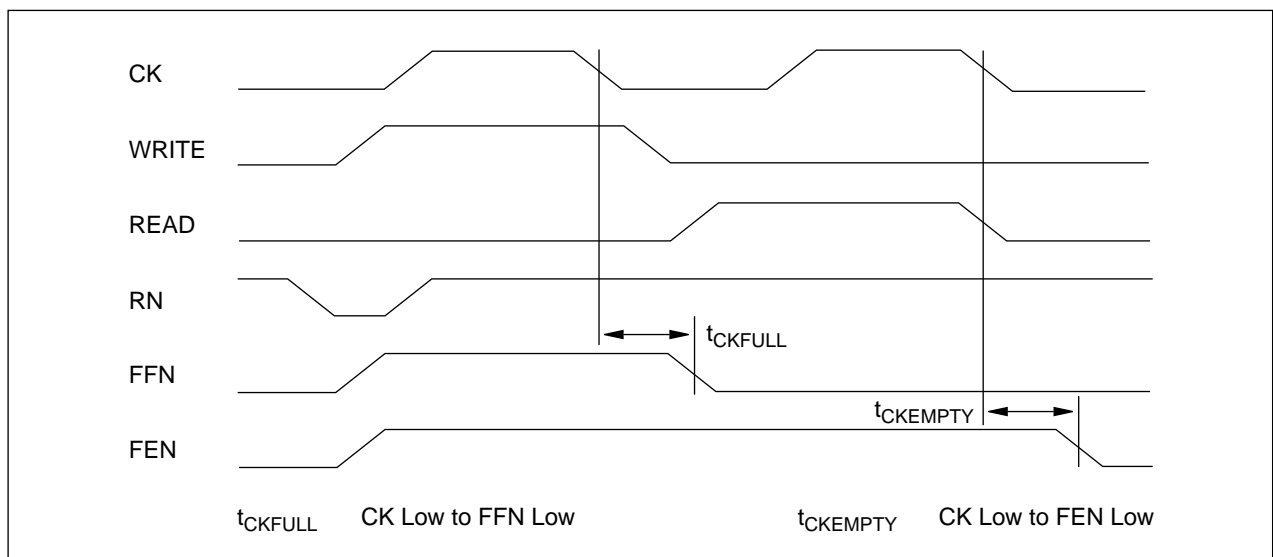 CK
WRITE
READ
RN
tCKFULL
FFN
tCKEMPTY
FEN
tCKFULL CK Low to FFN Low tCKEMPTY CK Low to FEN Low